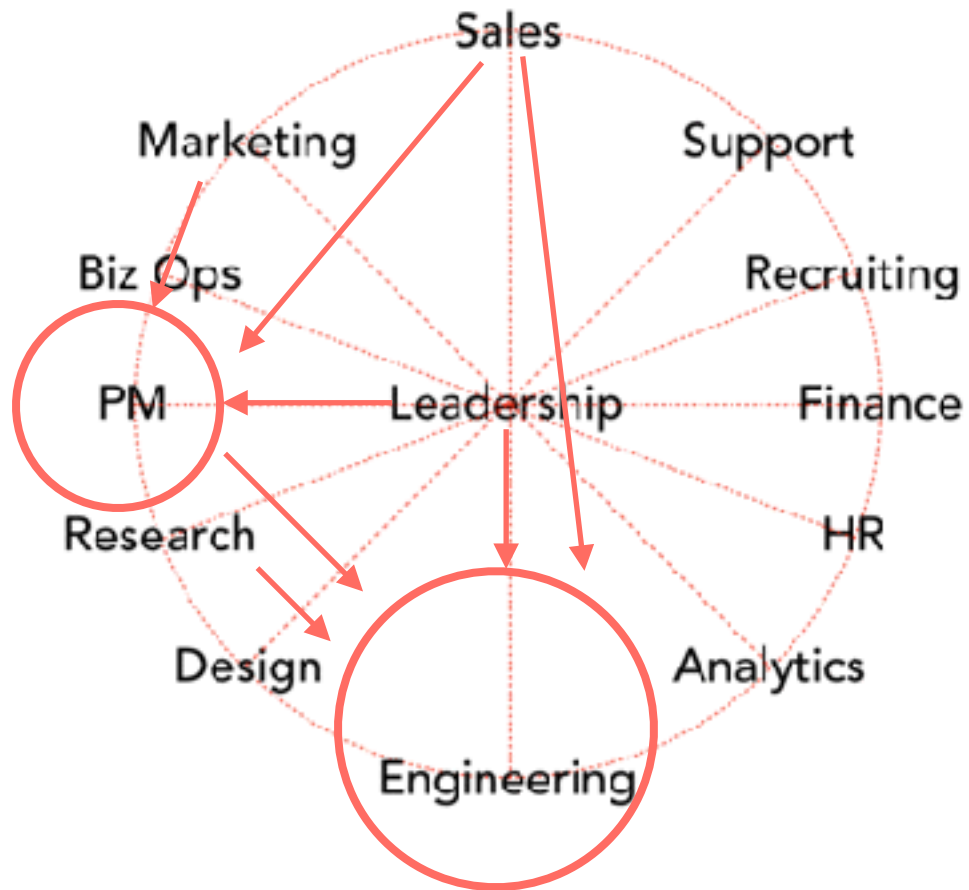 Sales
Marketing
Support
Biz Ops
Recruiting
PM
Leadership
Finance
Research
HR
Design
Analytics
Engineering